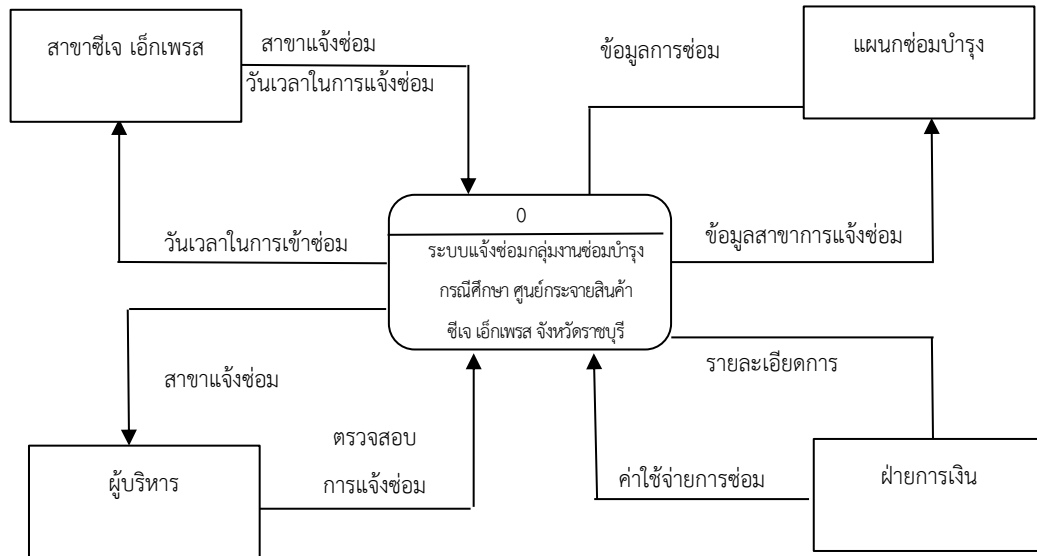 สาขาซีเจ เอ็กเพรส
สาขาแจ้งซ่อม
วันเวลาในการแจ้งซ่อม
ข้อมูลการซ่อม
แผนกซ่อมบำรุง
วันเวลาในการเข้าซ่อม
0
ระบบแจ้งซ่อมกลุ่มงานซ่อมบำรุง
กรณีศึกษา ศูนย์กระจายสินค้า
ซีเจ เอ็กเพรส จังหวัดราชบุรี
ข้อมูลสาขาการแจ้งซ่อม
สาขาแจ้งซ่อม
รายละเอียดการ
ผู้บริหาร
ตรวจสอบ
การแจ้งซ่อม
ค่าใช้จ่ายการซ่อม
ฝ่ายการเงิน